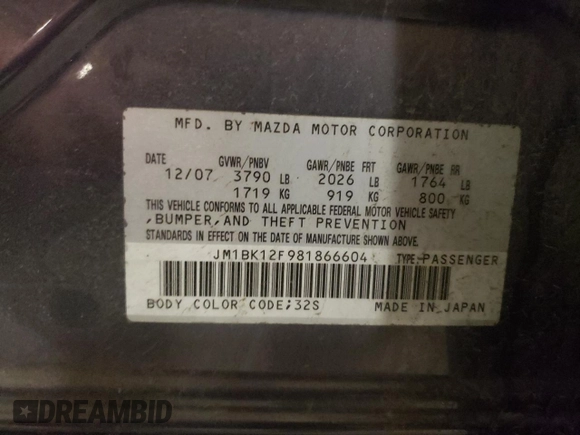 MFD. BY MAZDA MOTOR CORPORATION
DATE GVWR/PNBV GAWR/PNBE FRT GAWR/PNBE RR
12/07 3790 LB 2026 LB 1764 LB
1719 KG 919 KG 800 KG
THIS VEHICLE CONFORMS TO ALL APPLICABLE FEDERAL MOTOR VEHICLE SAFETY
,BUMPER,AND THEFT PREVENTION
STANDARDS IN EFFECT ON THE DATE OF MANUFACTURE SHOWN ABOVE.
JM1BK12F981866604 TYPE:PASSENGER
BODY COLOR CODE;32S MADE IN JAPAN
DREAMBID